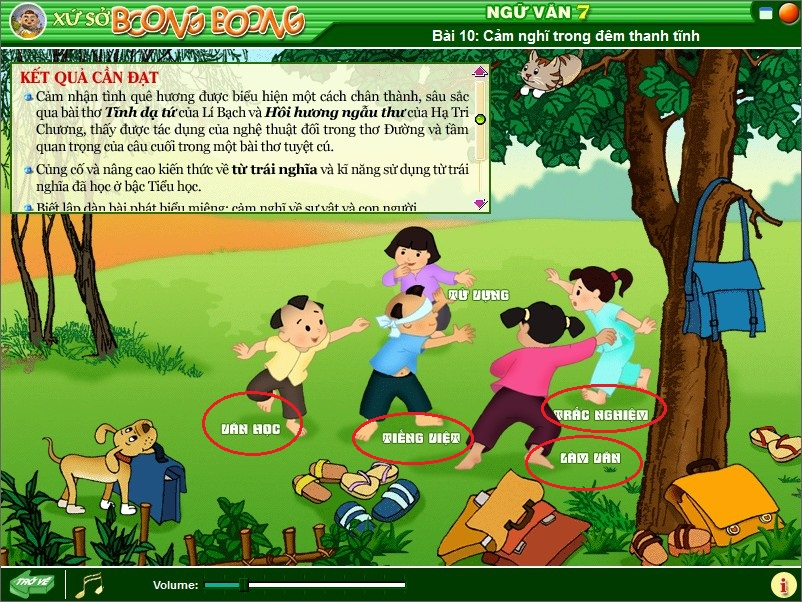 XỨ SỞ BOONG BOONG
NGỮ VĂN 7
Bài 10: Cảm nghĩ trong đêm thanh tĩnh
KẾT QUẢ CẦN ĐẠT
Cảm nhận tình quê hương được biểu hiện một cách chân thành, sâu sắc
qua bài thơ Tĩnh dạ tứ của Lí Bạch và Hồi hương ngẫu thư của Hạ Tri
Chương, thấy được tác dụng của nghệ thuật đối trong thơ Đường và tầm
quan trọng của câu cuối trong một bài thơ tuyệt cú.
Củng cố và nâng cao kiến thức về từ trái nghĩa và kĩ năng sử dụng từ trái
nghĩa đã học ở bậc Tiểu học.
Biết lập dàn bài phát biểu miệng: cảm nghĩ về sự vật và con người
TƯ VỰNG
VĂN HỌC
TIẾNG VIỆT
TRẮC NGHIỆM
LÀM VĂN
TRỞ VỀ
Volume: